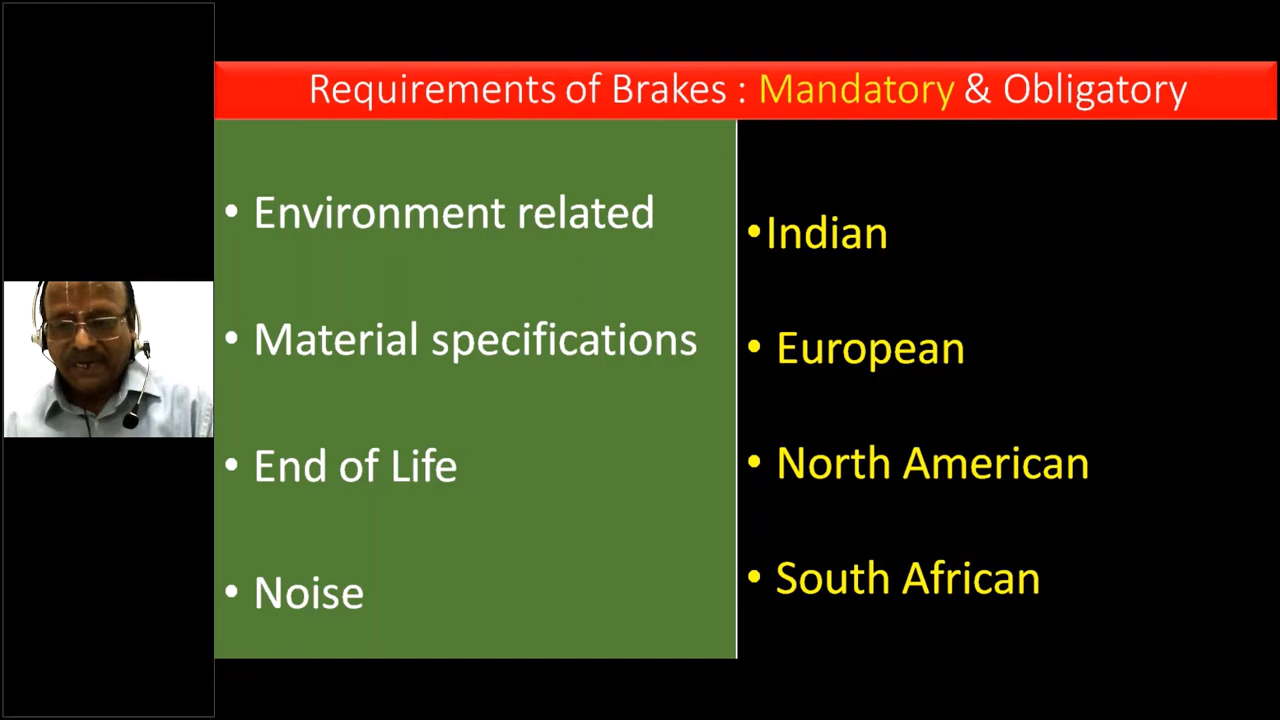 Requirements of Brakes : Mandatory & Obligatory
• Environment related
• Material specifications
• End of Life
• Noise
•Indian
• European
• North American
• South African